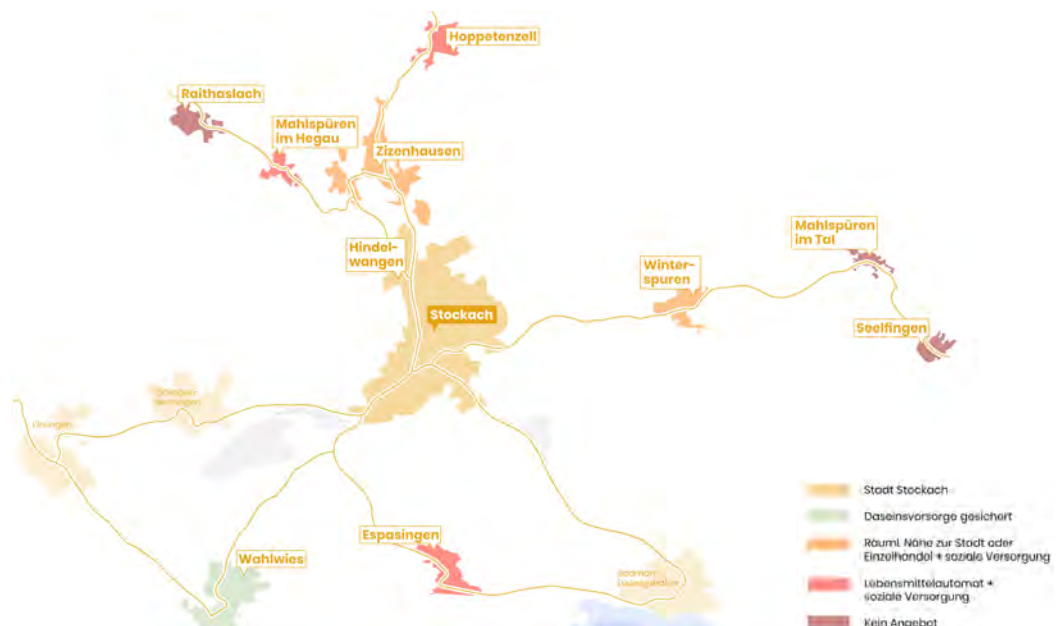 Hoppetenzell
Raithaslach
Mahlspüren
im Hegau
Zizenhausen
Hindel-
wangen
Mahlspüren
im Tal
Winter-
spuren
Stockach
Seelfingen
Espasingen
Wahlwies
Stadt Stockach
Daseinsvorsorge gesichert
Räuml. Nähe zur Stadt oder
Einzelhandel + soziale Versorgung
Lebensmittelautomat +
soziale Versorgung
Kein Angebot